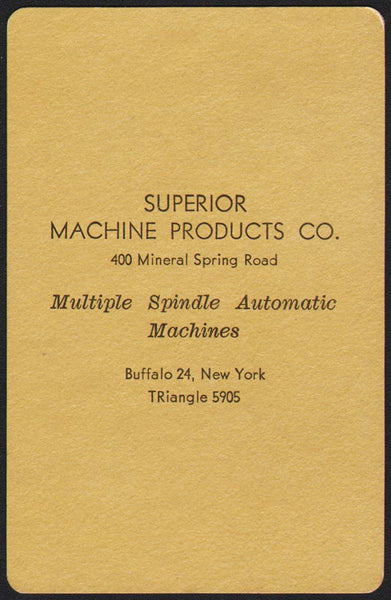 SUPERIOR
MACHINE PRODUCTS CO.
400 Mineral Spring Road
Multiple Spindle Automatic
Machines
Buffalo 24, New York
TRiangle 5905